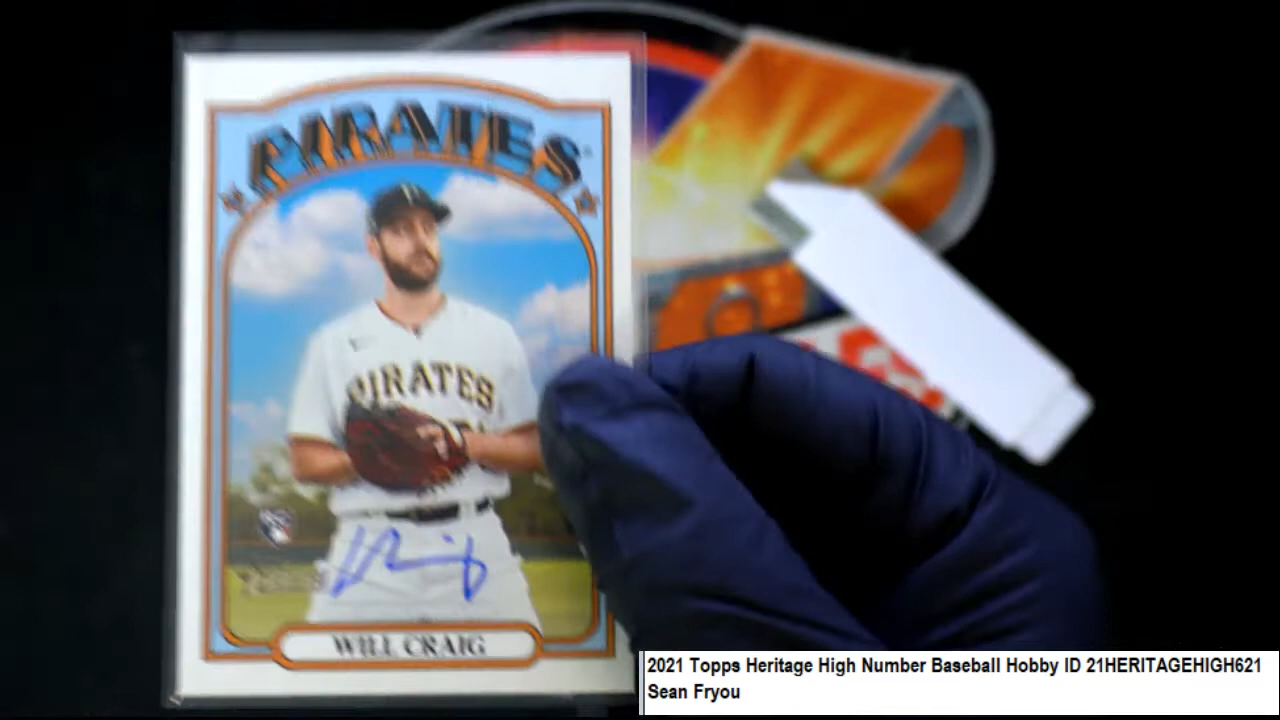 PIRATES
PIRATES
WILL CRAIG
2021 Topps Heritage High Number Baseball Hobby ID 21HERITAGEHIGH621
Sean Fryou